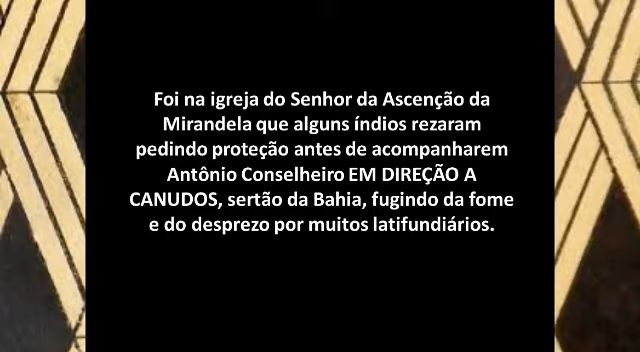 Foi na igreja do Senhor da Ascenção da
Mirandela que alguns índios rezaram
pedindo proteção antes de acompanharem
Antônio Conselheiro EM DIREÇÃO A
CANUDOS, sertão da Bahia, fugindo da fome
e do desprezo por muitos latifundiários.